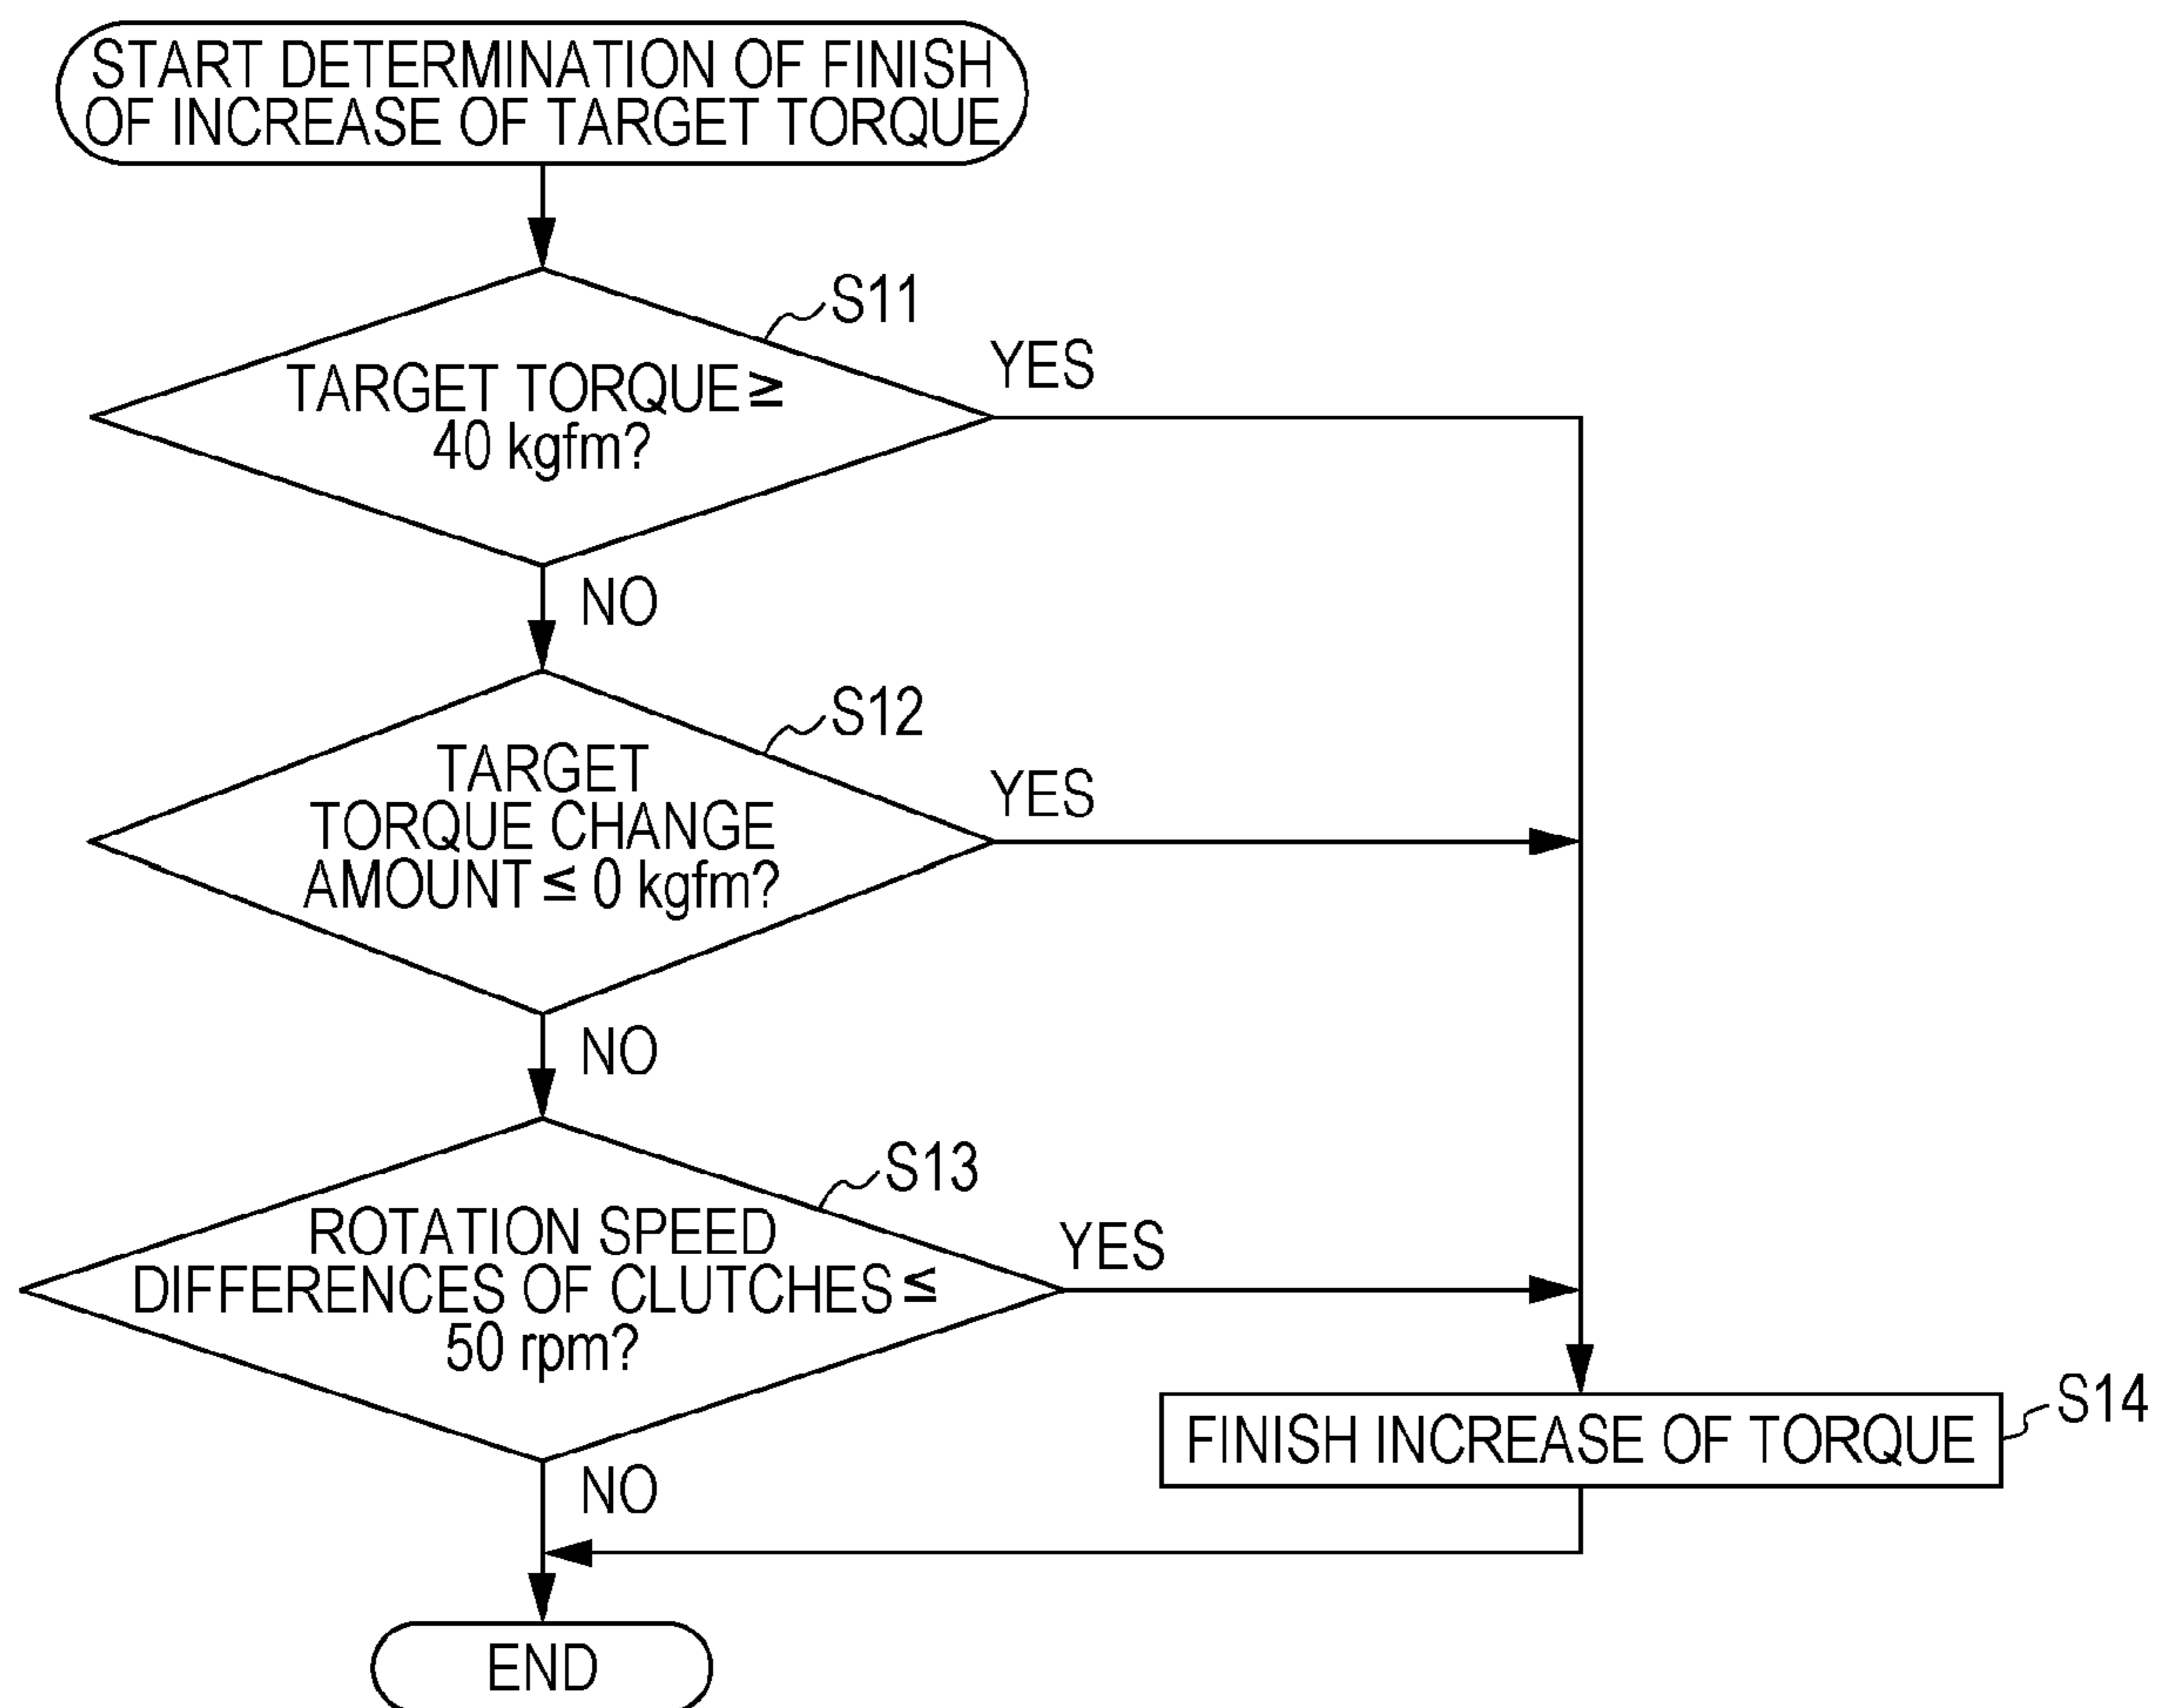 START DETERMINATION OF FINISH
OF INCREASE OF TARGET TORQUE
S11
YES
TARGET TORQUE ≥
40 kgfm?
NO
S12
YES
TARGET
TORQUE CHANGE
AMOUNT ≤ 0 kgfm?
NO
S13
YES
ROTATION SPEED
DIFFERENCES OF CLUTCHES ≤
50 rpm?
S14
FINISH INCREASE OF TORQUE
NO
END